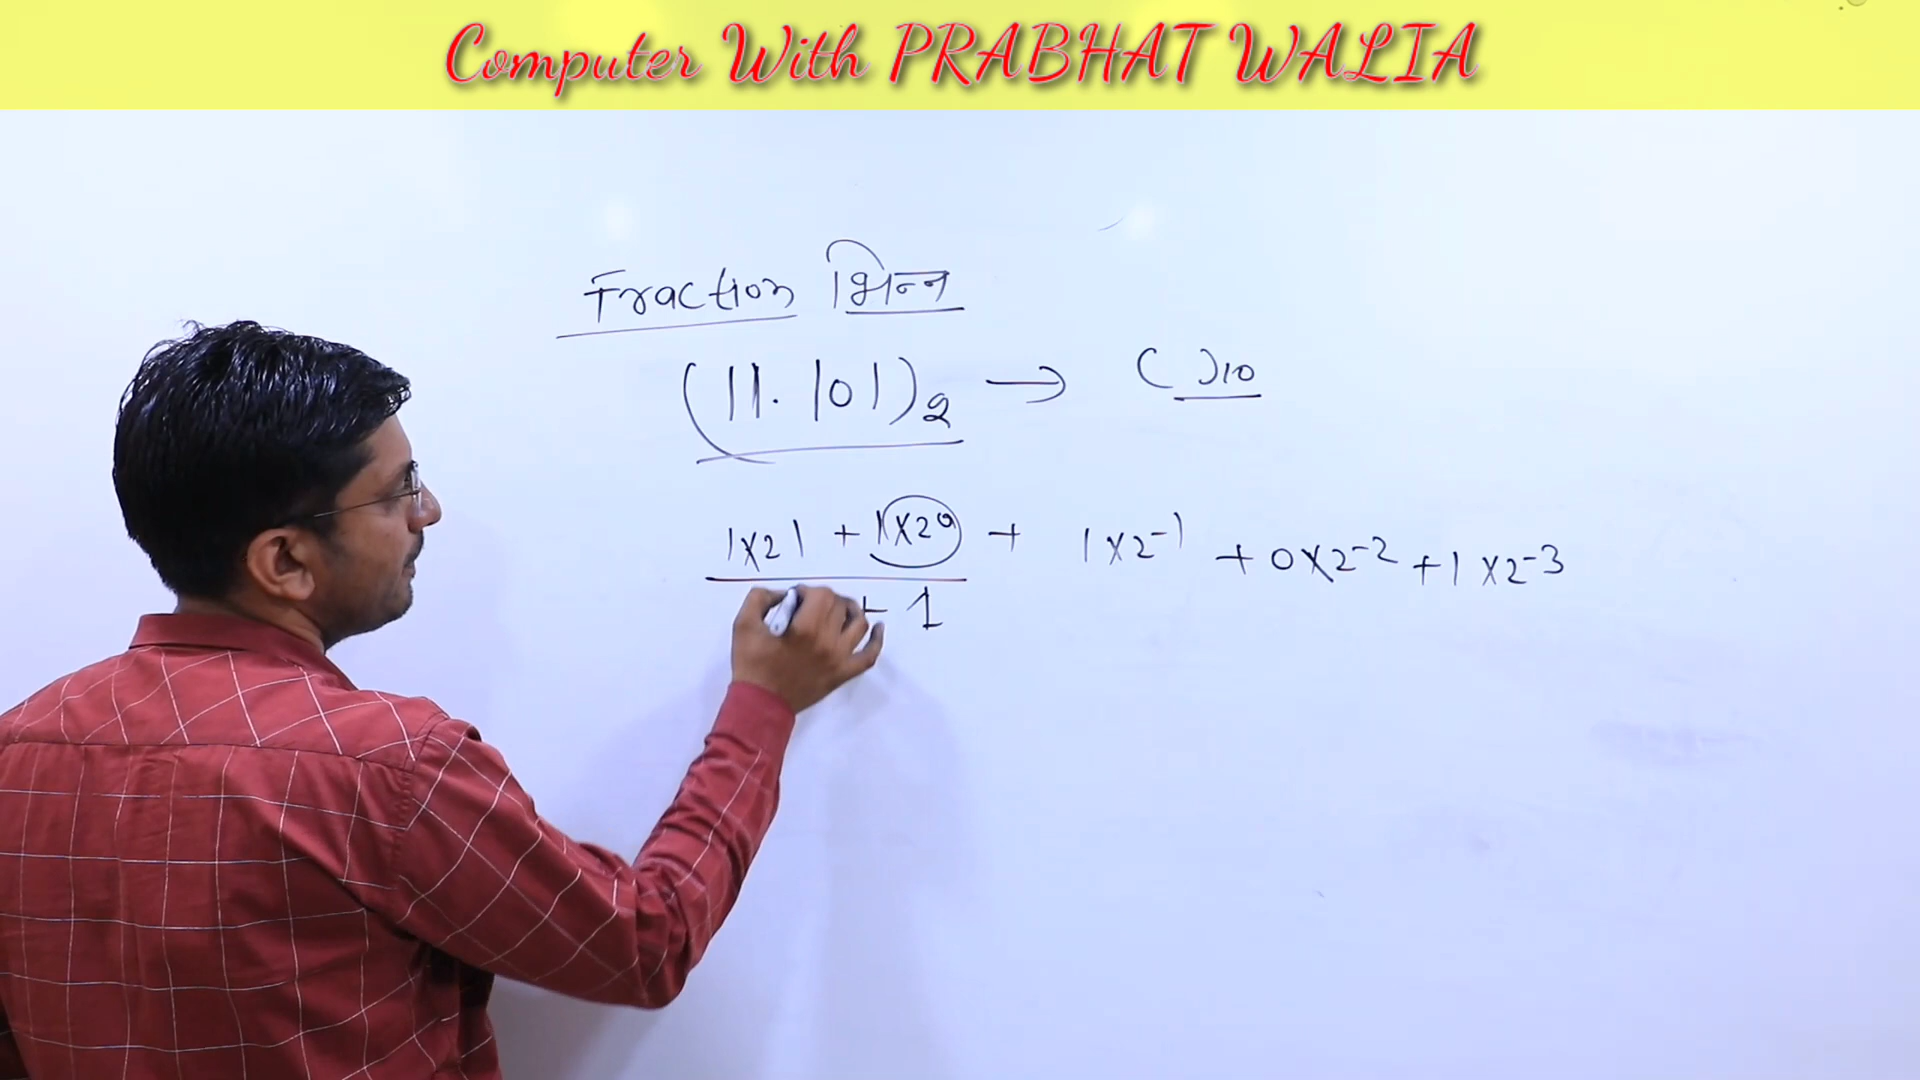 Computer With PRABHAT WALIA
Fraction भिन्न
(11.101)₂ → ( )₁₀
1×2¹ + 1×2⁰ + 1×2⁻¹ + 0×2⁻² + 1×2⁻³
+ 1